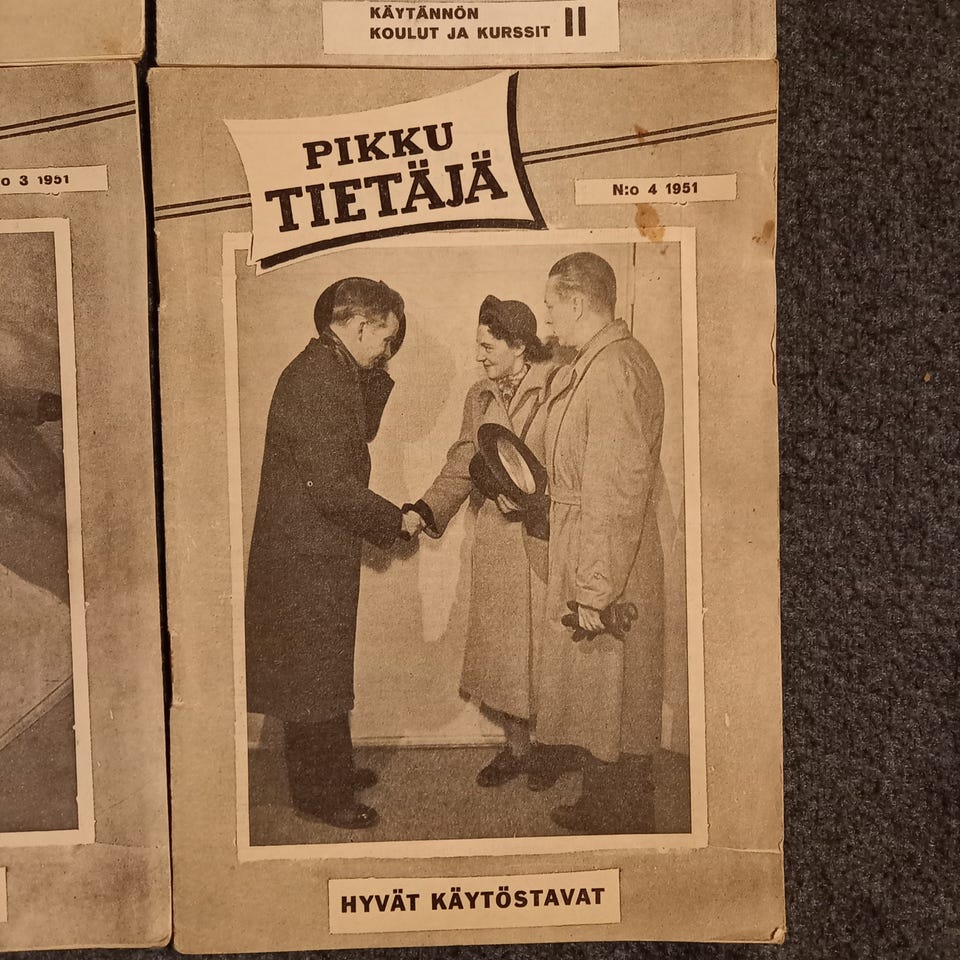 KÄYTÄNNÖN
KOULUT JA KURSSIT II
o 3 1951
PIKKU
TIETÄJÄ
N:o 4 1951
HYVÄT KÄYTÖSTAVAT